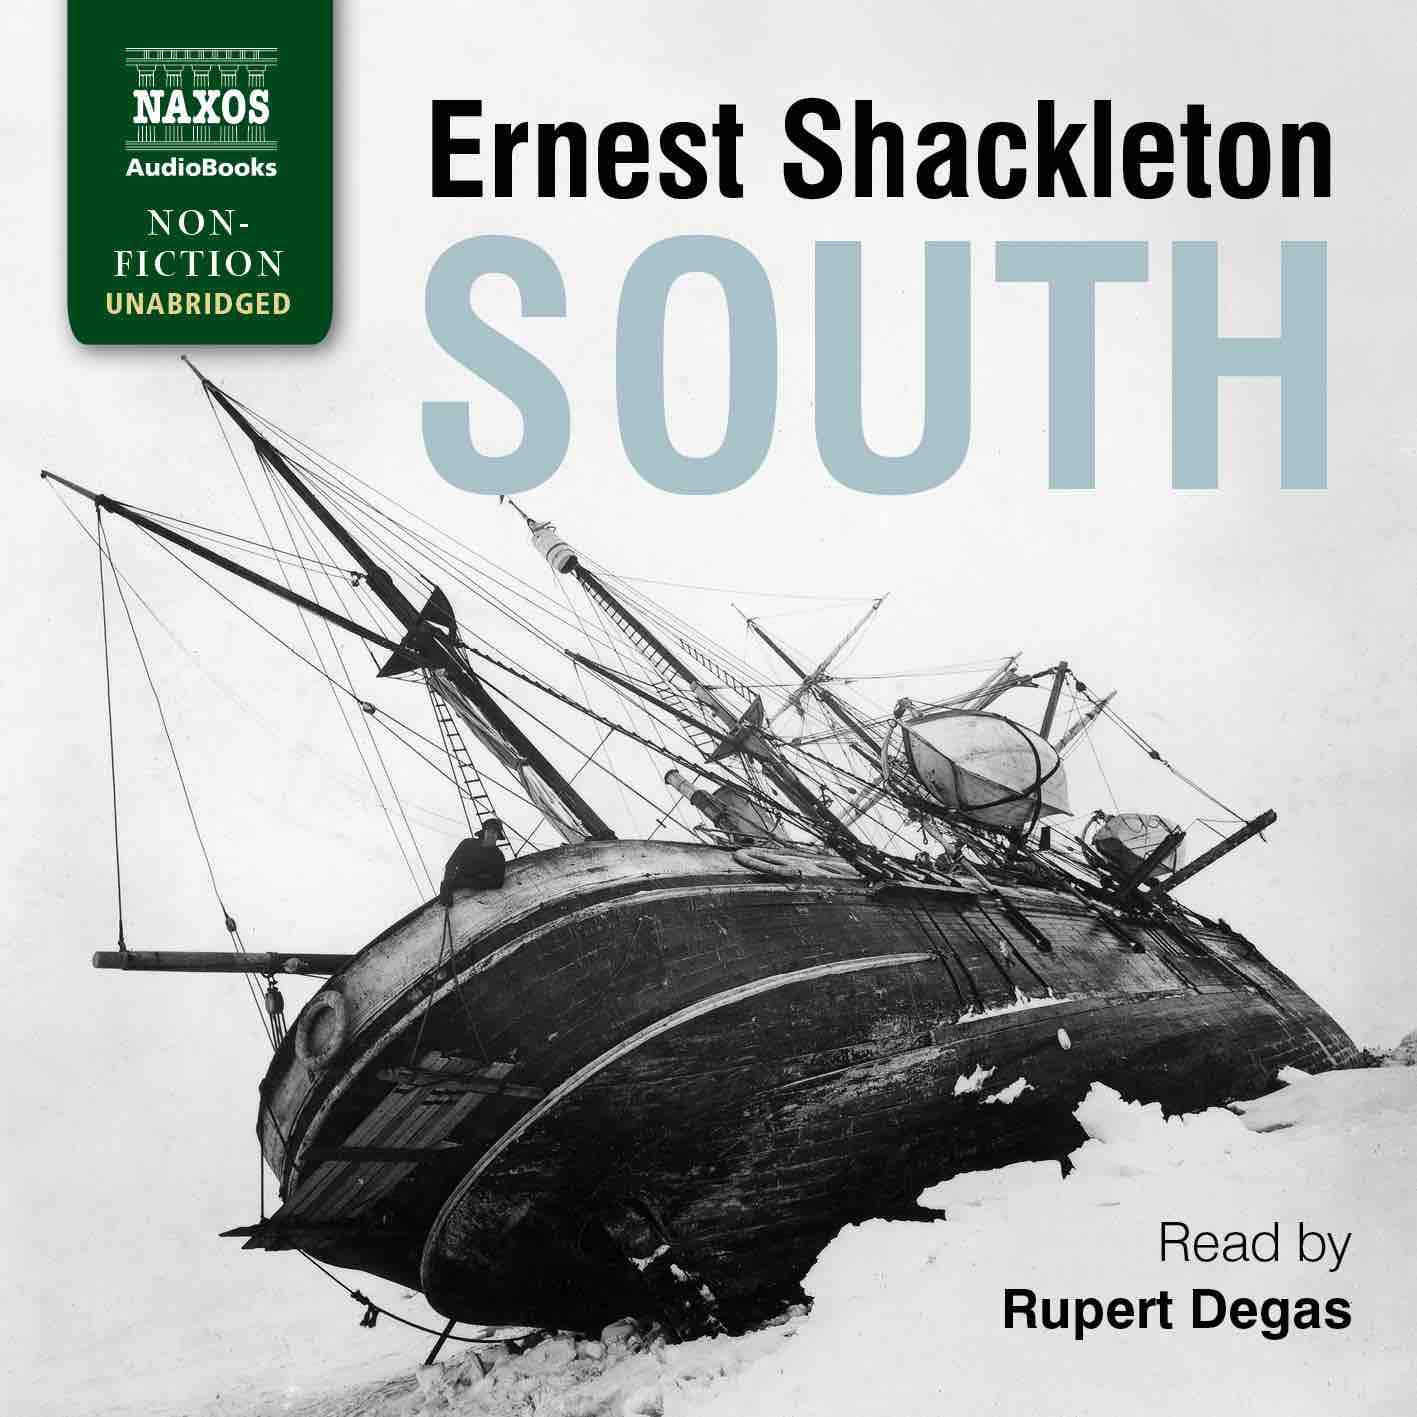 NAXOS
AudioBooks
NON-
FICTION
UNABRIDGED
Ernest Shackleton
SOUTH
Read by
Rupert Degas